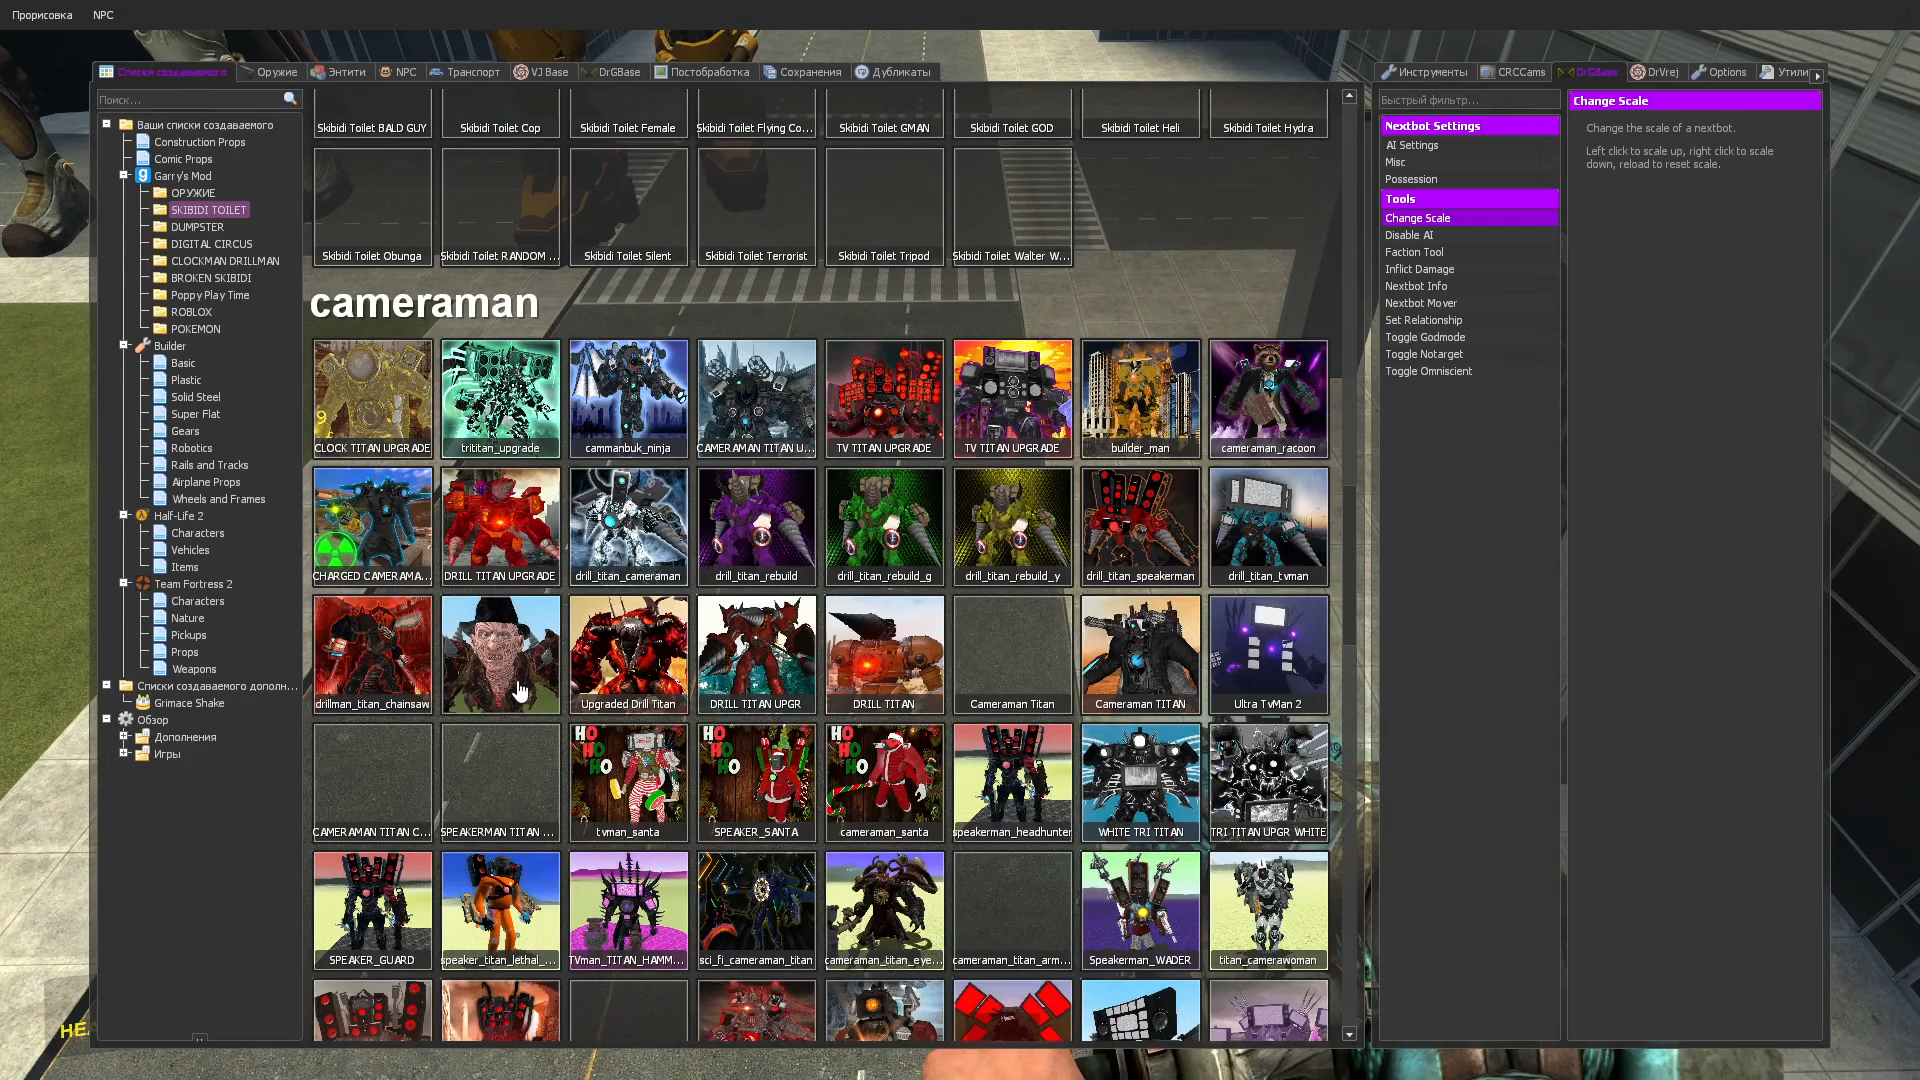 Прорисовка NPC
Списки создаваемого Оружие Энтити NPC Транспорт VJ Base DrGBase Постобработка Сохранения Дубликаты
Инструменты CRCCams DrGBase DrVrej Options Утили
Поиск...
Ваши списки создаваемого
Construction Props
Comic Props
Garry's Mod
ОРУЖИЕ
SKIBIDI TOILET
DUMPSTER
DIGITAL CIRCUS
CLOCKMAN DRILLMAN
BROKEN SKIBIDI
Poppy Play Time
ROBLOX
POKEMON
Builder
Basic
Plastic
Solid Steel
Super Flat
Gears
Robotics
Rails and Tracks
Airplane Props
Wheels and Frames
Half-Life 2
Characters
Vehicles
Items
Team Fortress 2
Characters
Nature
Pickups
Props
Weapons
Списки создаваемого дополн...
Grimace Shake
Обзор
Дополнения
Игры
Skibidi Toilet BALD GUY Skibidi Toilet Cop Skibidi Toilet Female Skibidi Toilet Flying Co... Skibidi Toilet GMAN Skibidi Toilet GOD Skibidi Toilet Heli Skibidi Toilet Hydra
Skibidi Toilet Obunga Skibidi Toilet RANDOM ... Skibidi Toilet Silent Skibidi Toilet Terrorist Skibidi Toilet Tripod Skibidi Toilet Walter W...
cameraman
CLOCK TITAN UPGRADE trititan_upgrade cammanbuk_ninja CAMERAMAN TITAN U... TV TITAN UPGRADE TV TITAN UPGRADE builder_man cameraman_racoon
CHARGED CAMERAMA... DRILL TITAN UPGRADE drill_titan_cameraman drill_titan_rebuild drill_titan_rebuild_g drill_titan_rebuild_y drill_titan_speakerman drill_titan_tvman
drillman_titan_chainsaw Upgraded Drill Titan DRILL TITAN UPGR DRILL TITAN Cameraman Titan Cameraman TITAN Ultra TvMan 2
HO HO HO
HO HO HO
HO HO HO
CAMERAMAN TITAN C... SPEAKERMAN TITAN ... tvman_santa SPEAKER_SANTA cameraman_santa speakerman_headhunter WHITE TRI TITAN TRI TITAN UPGR WHITE
SPEAKER_GUARD speaker_titan_lethal_... TVman_TITAN_HAMM... sci_fi_cameraman_titan cameraman_titan_eye... cameraman_titan_arm... Speakerman_WADER titan_camerawoman
Быстрый фильтр...
Nextbot Settings
AI Settings
Misc
Possession
Tools
Change Scale
Disable AI
Faction Tool
Inflict Damage
Nextbot Info
Nextbot Mover
Set Relationship
Toggle Godmode
Toggle Notarget
Toggle Omniscient
Change Scale
Change the scale of a nextbot.
Left click to scale up, right click to scale
down, reload to reset scale.